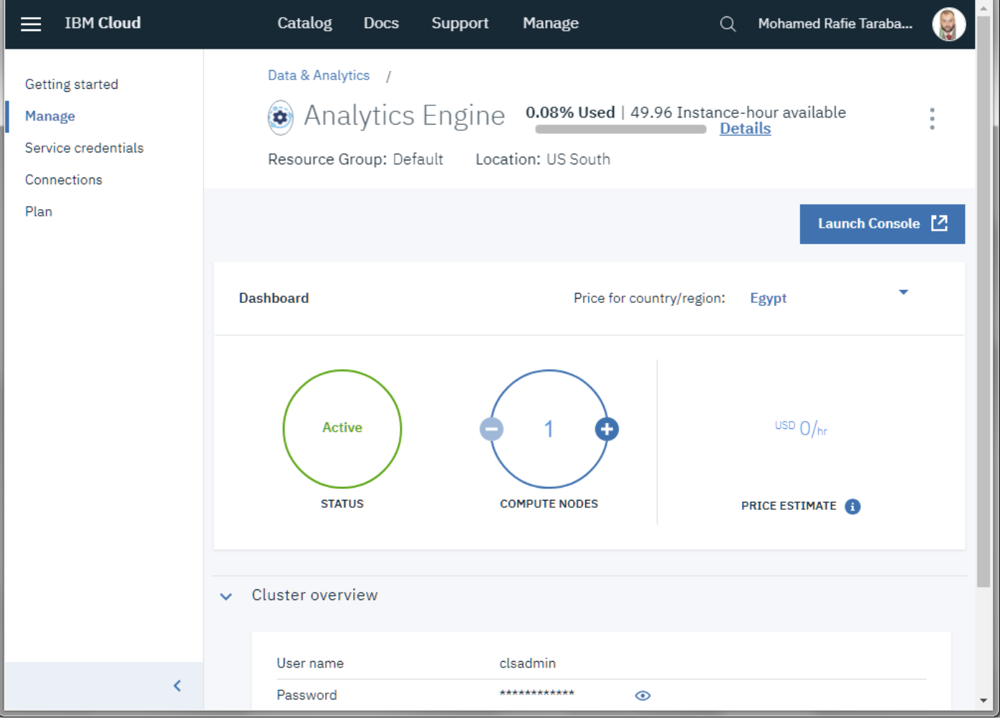 IBM Cloud Catalog Docs Support Manage Mohamed Rafie Taraba...
Getting started
Manage
Service credentials
Connections
Plan
Data & Analytics /
Analytics Engine 0.08% Used | 49.96 Instance-hour available
Details
Resource Group: Default Location: US South
Launch Console
Dashboard Price for country/region: Egypt
Active 1 USD 0/hr
STATUS COMPUTE NODES PRICE ESTIMATE
Cluster overview
User name clsadmin
Password ************